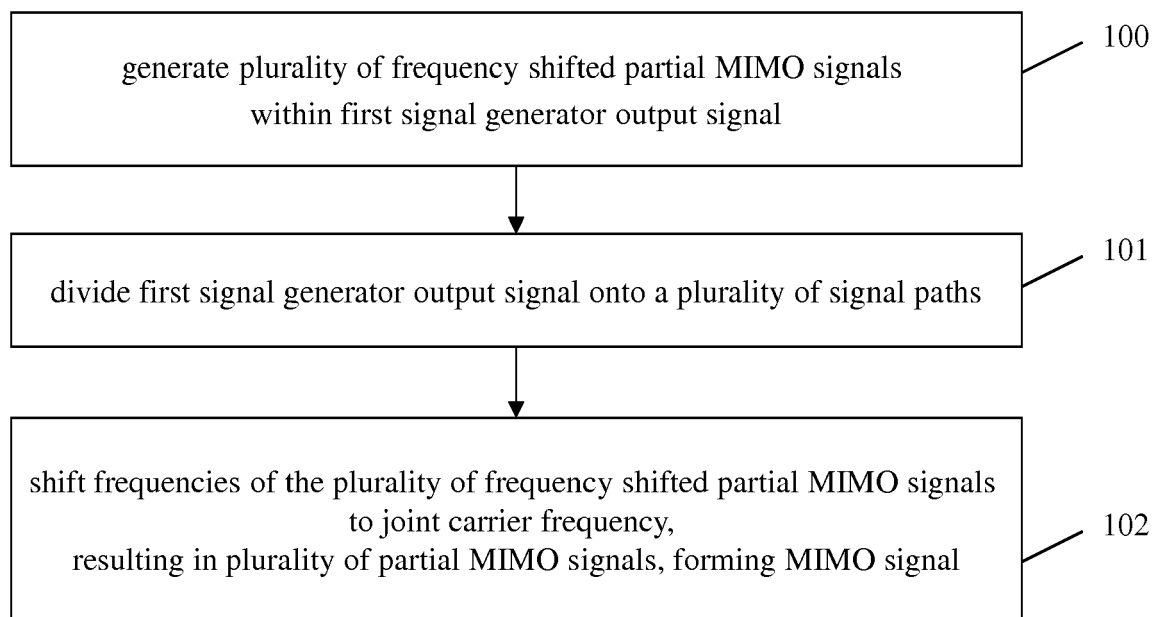 generate plurality of frequency shifted partial MIMO signals
within first signal generator output signal
100
divide first signal generator output signal onto a plurality of signal paths
101
shift frequencies of the plurality of frequency shifted partial MIMO signals
to joint carrier frequency,
resulting in plurality of partial MIMO signals, forming MIMO signal
102